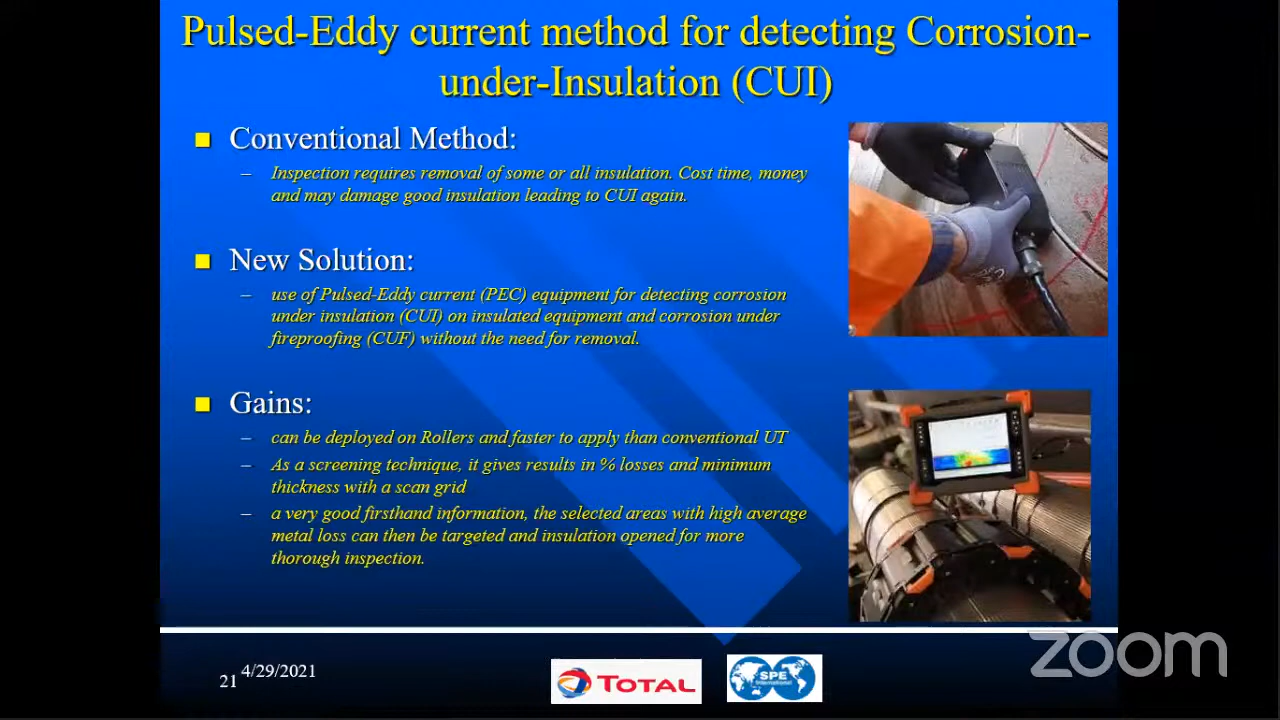 Pulsed-Eddy current method for detecting Corrosion-
under-Insulation (CUI)
Conventional Method:
– Inspection requires removal of some or all insulation. Cost time, money
and may damage good insulation leading to CUI again.
New Solution:
– use of Pulsed-Eddy current (PEC) equipment for detecting corrosion
under insulation (CUI) on insulated equipment and corrosion under
fireproofing (CUF) without the need for removal.
Gains:
– can be deployed on Rollers and faster to apply than conventional UT
– As a screening technique, it gives results in % losses and minimum
thickness with a scan grid
– a very good firsthand information, the selected areas with high average
metal loss can then be targeted and insulation opened for more
thorough inspection.
21 4/29/2021
TOTAL
SPE
International
zoom